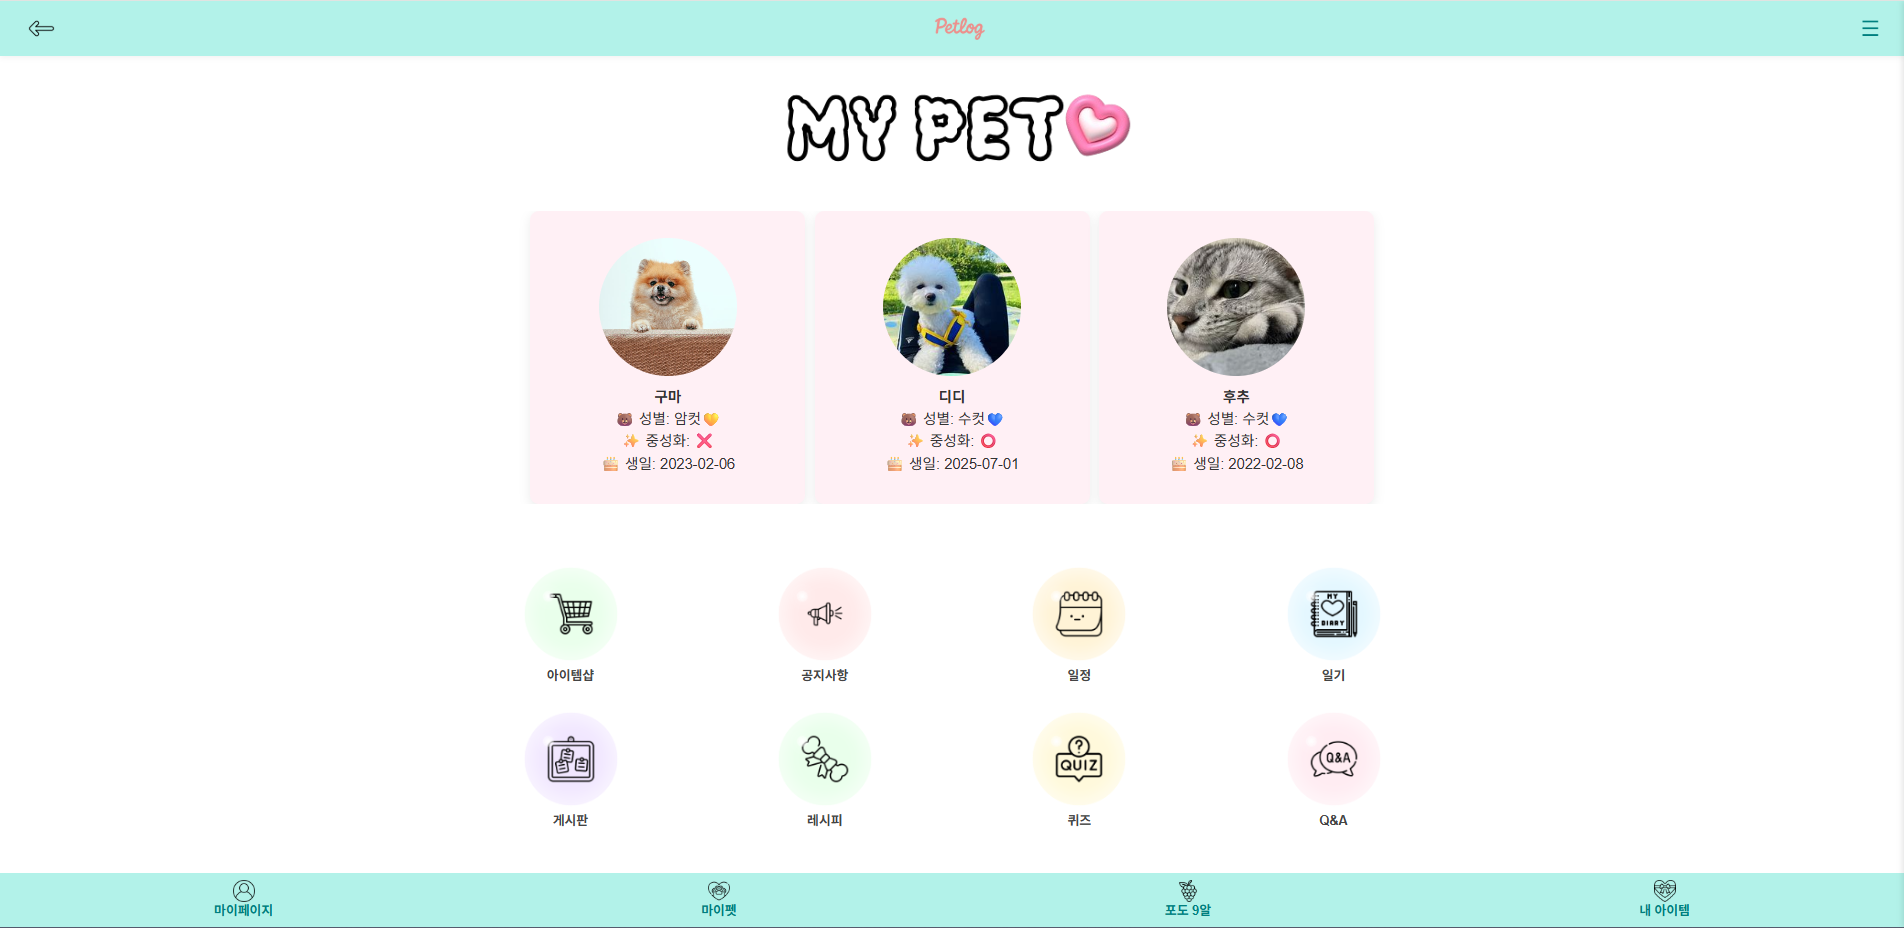 Petlog
MY PET
구마
성별: 암컷
중성화:
생일: 2023-02-06
디디
성별: 수컷
중성화:
생일: 2025-07-01
후추
성별: 수컷
중성화:
생일: 2022-02-08
아이템샵
공지사항
일정
MY
DIARY
일기
게시판
레시피
?
QUIZ
퀴즈
Q&A
Q&A
마이페이지
마이펫
포도 9알
내 아이템